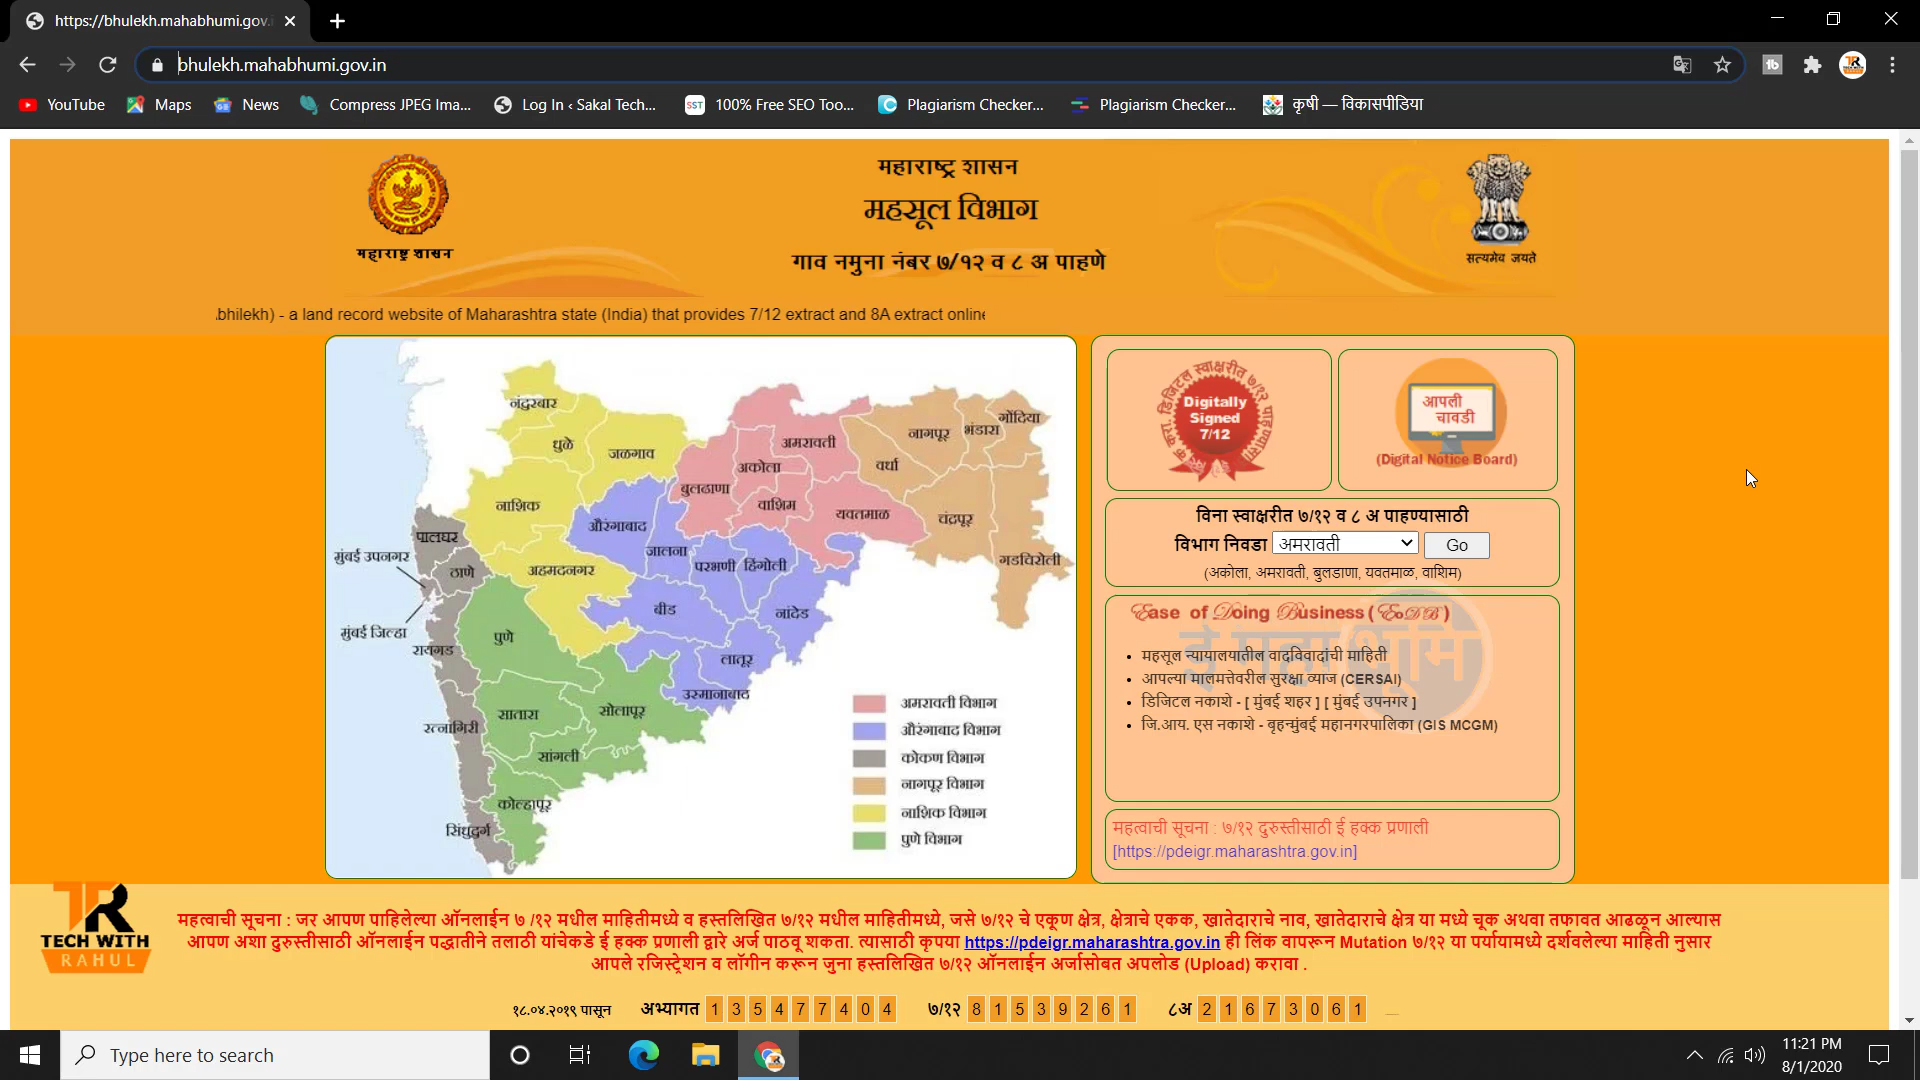 https://bhulekh.mahabhumi.gov.i
bhulekh.mahabhumi.gov.in
YouTube Maps News Compress JPEG Ima... Log In ‹ Sakal Tech... 100% Free SEO Too... Plagiarism Checker... Plagiarism Checker... कृषी — विकासपीडिया
महाराष्ट्र शासन
महसूल विभाग
गाव नमुना नंबर ७/१२ व ८ अ पाहणे
महाराष्ट्र शासन
सत्यमेव जयते
bhilekh) - a land record website of Maharashtra state (India) that provides 7/12 extract and 8A extract online
नंदुरबार
धुळे
जळगाव
नाशिक
अहमदनगर
औरंगाबाद
जालना
परभणी
हिंगोली
बीड
नांदेड
लातूर
उस्मानाबाद
बुलढाणा
अकोला
अमरावती
वाशिम
यवतमाळ
वर्धा
नागपूर
भंडारा
गोंदिया
चंद्रपूर
गडचिरोली
पालघर
मुंबई उपनगर
ठाणे
मुंबई जिल्हा
रायगड
रत्नागिरी
सिंधुदुर्ग
पुणे
सातारा
सोलापूर
सांगली
कोल्हापूर
अमरावती विभाग
औरंगाबाद विभाग
कोकण विभाग
नागपूर विभाग
नाशिक विभाग
पुणे विभाग
डिजिटल स्वाक्षरीत ७/१२
Digitally
Signed
7/12
आपली
चावडी
(Digital Notice Board)
विना स्वाक्षरीत ७/१२ व ८ अ पाहण्यासाठी
विभाग निवडा अमरावती Go
(अकोला, अमरावती, बुलडाणा, यवतमाळ, वाशिम)
Ease of Doing Business ( EoDB )
ई महाभूमि
महसूल न्यायालयातील वादविवादांची माहिती
आपल्या मालमत्तेवरील सुरक्षा व्याज (CERSAI)
डिजिटल नकाशे - [ मुंबई शहर ] [ मुंबई उपनगर ]
जि.आय. एस नकाशे - बृहन्मुंबई महानगरपालिका (GIS MCGM)
महत्वाची सूचना : ७/१२ दुरुस्तीसाठी ई हक्क प्रणाली
[https://pdeigr.maharashtra.gov.in]
TR
TECH WITH
RAHUL
महत्वाची सूचना : जर आपण पाहिलेल्या ऑनलाईन ७ /१२ मधील माहितीमध्ये व हस्तलिखित ७/१२ मधील माहितीमध्ये, जसे ७/१२ चे एकूण क्षेत्र, क्षेत्राचे एकक, खातेदाराचे नाव, खातेदाराचे क्षेत्र या मध्ये चूक अथवा तफावत आढळून आल्यास
आपण अशा दुरुस्तीसाठी ऑनलाईन पद्धतीने तलाठी यांचेकडे ई हक्क प्रणाली द्वारे अर्ज पाठवू शकता. त्यासाठी कृपया https://pdeigr.maharashtra.gov.in ही लिंक वापरून Mutation ७/१२ या पर्यायामध्ये दर्शवलेल्या माहिती नुसार
आपले रजिस्ट्रेशन व लॉगीन करून जुना हस्तलिखित ७/१२ ऑनलाईन अर्जासोबत अपलोड (Upload) करावा .
१८.०४.२०१९ पासून अभ्यागत 135477404 ७/१२ 81539261 ८अ 21673061
Type here to search
11:21 PM
8/1/2020